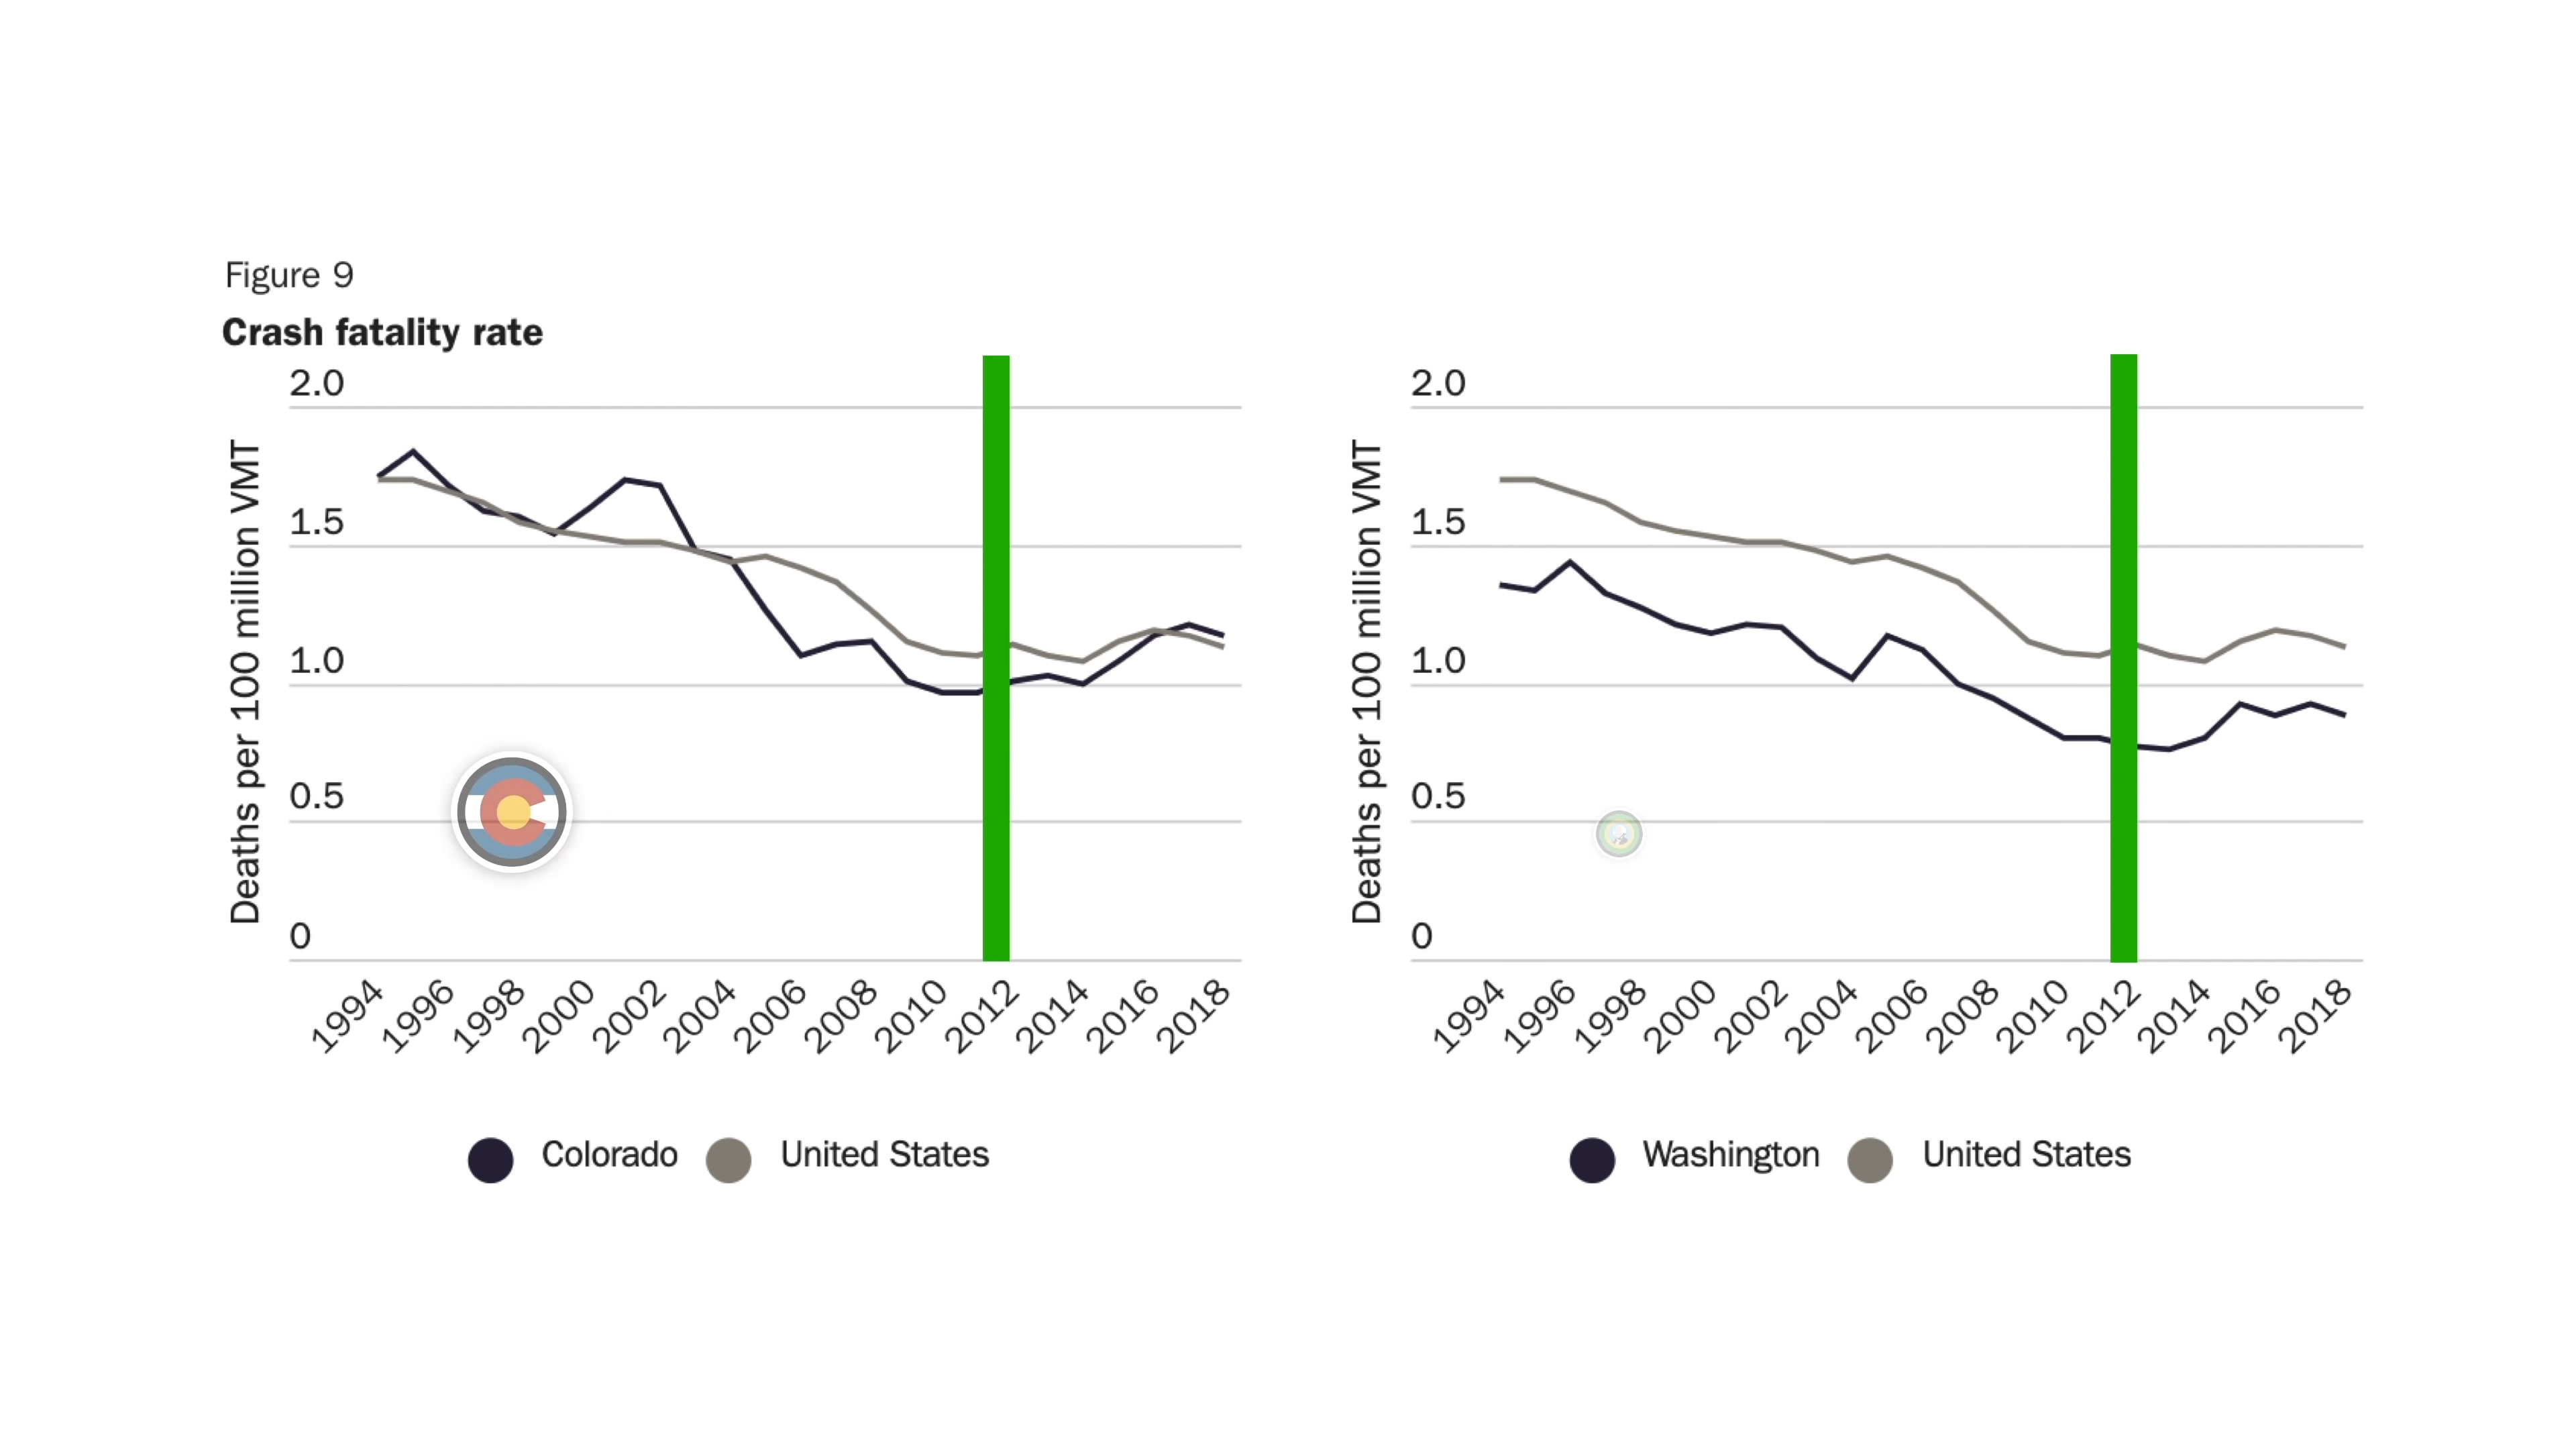 Figure 9
Crash fatality rate
Deaths per 100 million VMT
2.0
1.5
1.0
0.5
0
1994 1996 1998 2000 2002 2004 2006 2008 2010 2012 2014 2016 2018
Colorado United States
Deaths per 100 million VMT
2.0
1.5
1.0
0.5
0
1994 1996 1998 2000 2002 2004 2006 2008 2010 2012 2014 2016 2018
Washington United States